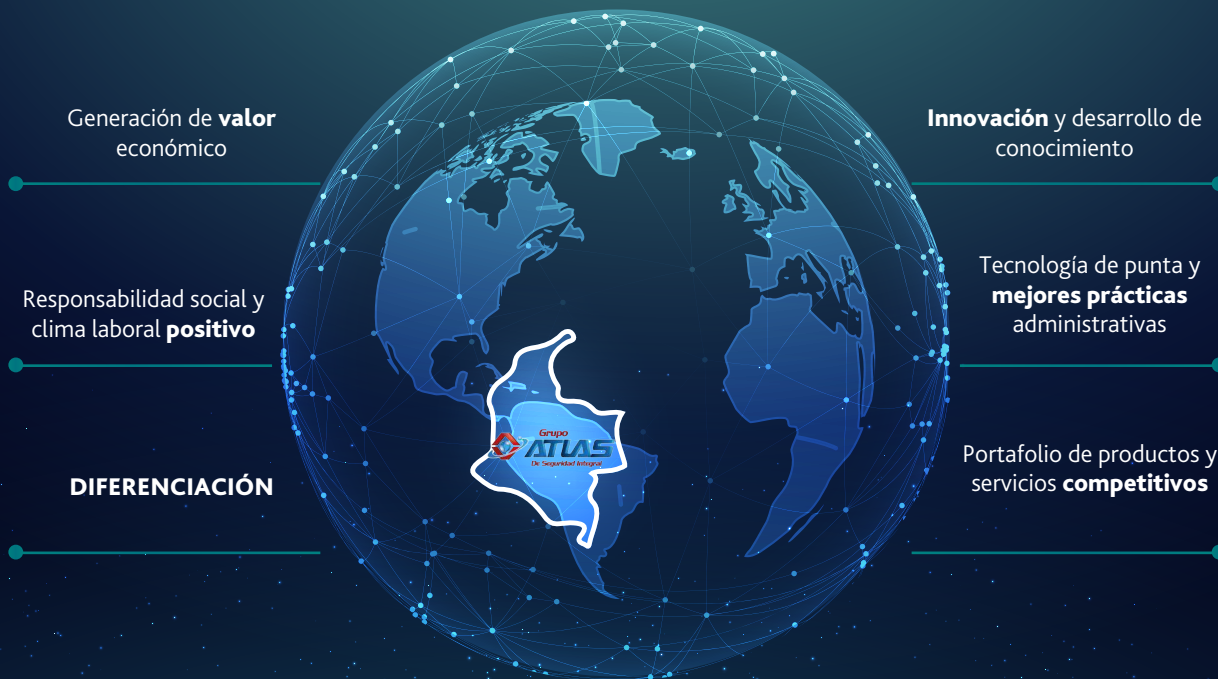 Generación de valor
económico
Responsabilidad social y
clima laboral positivo
DIFERENCIACIÓN
Grupo
ATLAS
De Seguridad Integral
Innovación y desarrollo de
conocimiento
Tecnología de punta y
mejores prácticas
administrativas
Portafolio de productos y
servicios competitivos